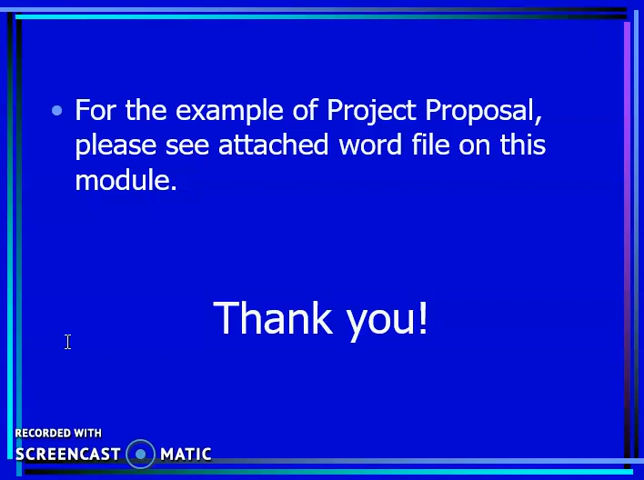 For the example of Project Proposal,
please see attached word file on this
module.
Thank you!
RECORDED WITH
SCREENCAST MATIC